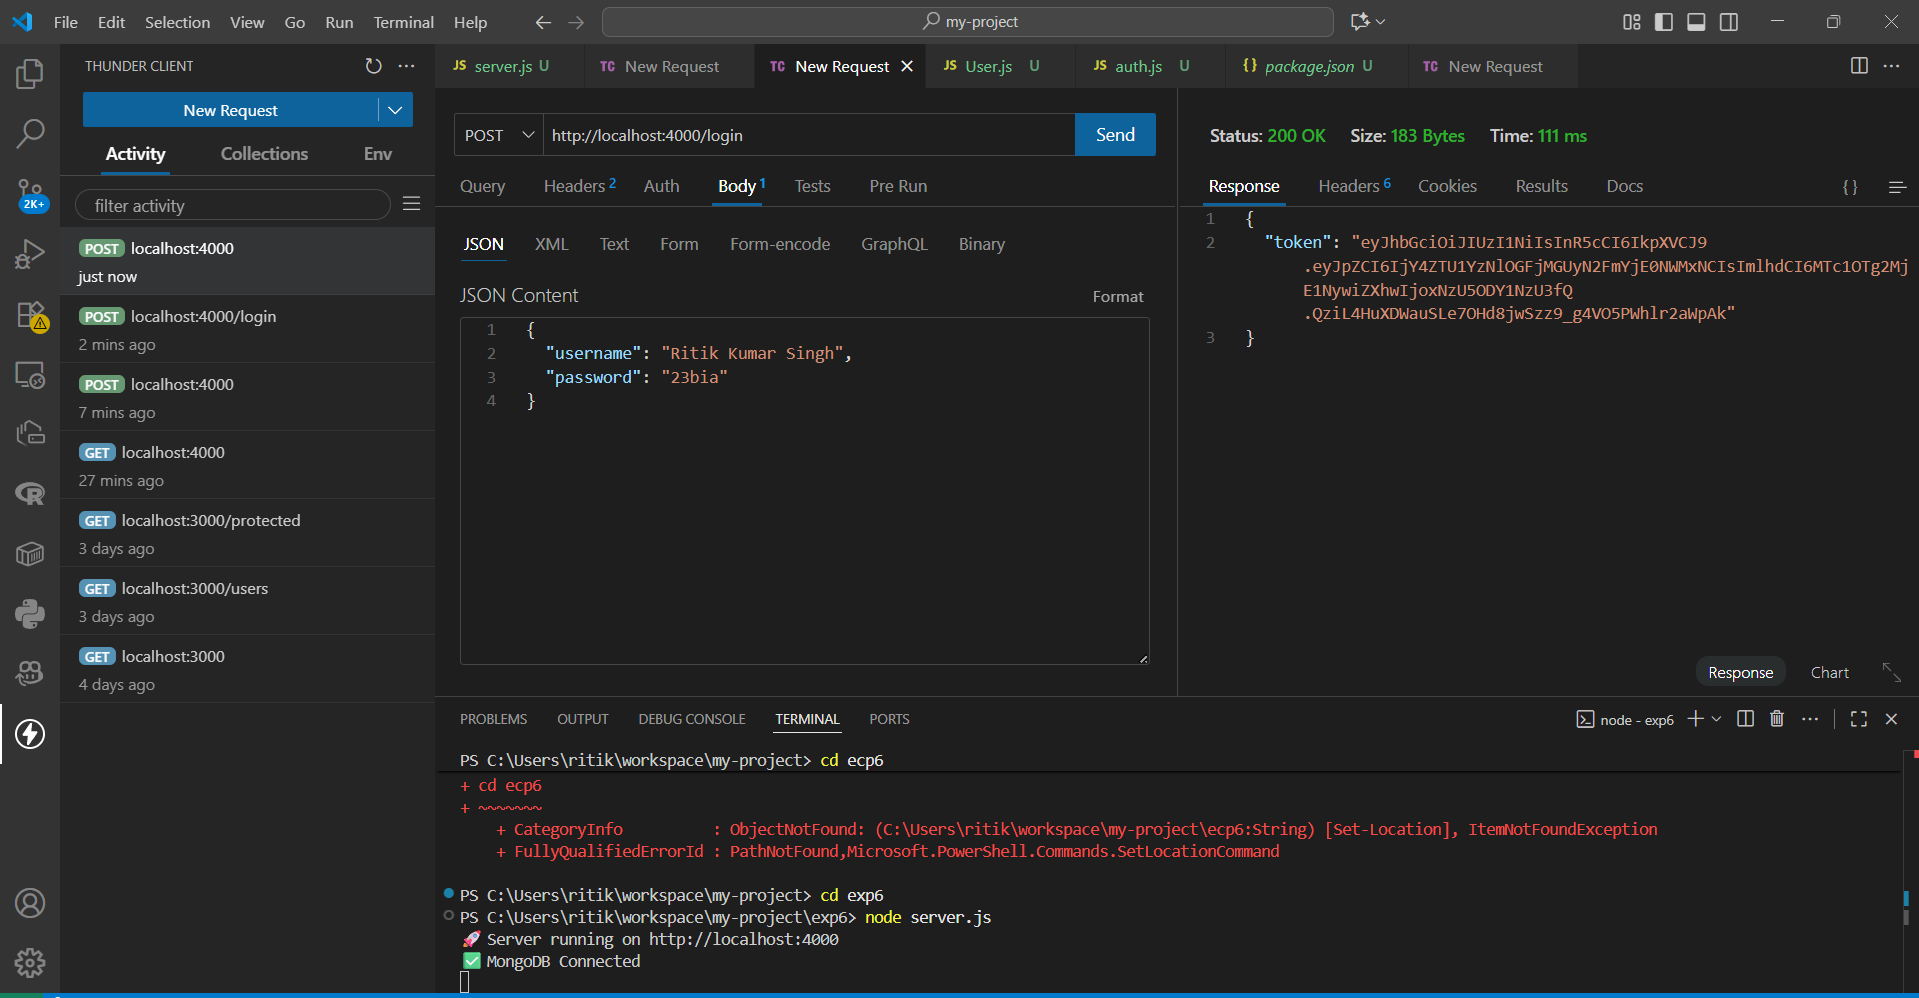 File Edit Selection View Go Run Terminal Help
my-project
THUNDER CLIENT
New Request
Activity Collections Env
filter activity
POST localhost:4000
just now
POST localhost:4000/login
2 mins ago
POST localhost:4000
7 mins ago
GET localhost:4000
27 mins ago
GET localhost:3000/protected
3 days ago
GET localhost:3000/users
3 days ago
GET localhost:3000
4 days ago
2K+
JS server.js U TC New Request TC New Request JS User.js U JS auth.js U {} package.json U TC New Request
POST http://localhost:4000/login Send
Query Headers 2 Auth Body 1 Tests Pre Run
JSON XML Text Form Form-encode GraphQL Binary
JSON Content Format
1 {
2 "username": "Ritik Kumar Singh",
3 "password": "23bia"
4 }
Status: 200 OK Size: 183 Bytes Time: 111 ms
Response Headers 6 Cookies Results Docs {}
1 {
2 "token": "eyJhbGciOiJIUzI1NiIsInR5cCI6IkpXVCJ9
.eyJpZCI6IjY4ZTU1YzNlOGFjMGUyN2FmYjE0NWMxNCIsImlhdCI6MTc1OTg2Mj
E1NywiZXhwIjoxNzU5ODY1NzU3fQ
.QziL4HuXDWauSLe7OHd8jwSzz9_g4VO5PWhlr2aWpAk"
3 }
Response Chart
PROBLEMS OUTPUT DEBUG CONSOLE TERMINAL PORTS
node - exp6
PS C:\Users\ritik\workspace\my-project> cd ecp6
+ cd ecp6
+ ~~~~~~~
+ CategoryInfo : ObjectNotFound: (C:\Users\ritik\workspace\my-project\ecp6:String) [Set-Location], ItemNotFoundException
+ FullyQualifiedErrorId : PathNotFound,Microsoft.PowerShell.Commands.SetLocationCommand
PS C:\Users\ritik\workspace\my-project> cd exp6
PS C:\Users\ritik\workspace\my-project\exp6> node server.js
🚀 Server running on http://localhost:4000
✅ MongoDB Connected